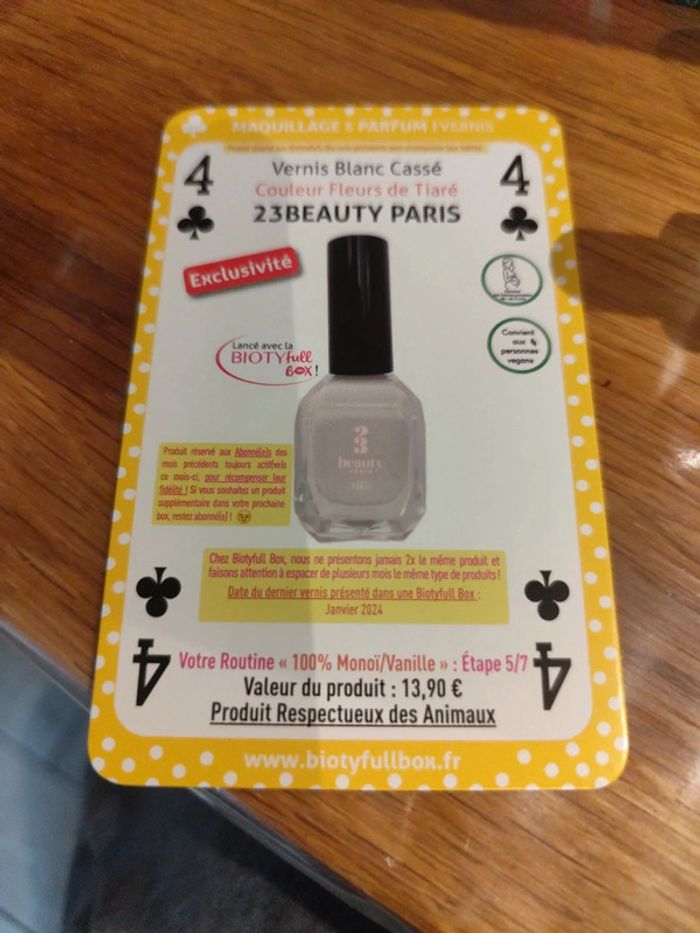 MAQUILLAGE & PARFUM | VERNIS
4
4
Vernis Blanc Cassé
Couleur Fleurs de Tiaré
23BEAUTY PARIS
Exclusivité
Lancé avec la
BIOTYfull
BOX !
Convient
aux
personnes
vegans
23
beauty
PARIS
Produit réservé aux Abonné(e)s des
mois précédents toujours actif(ve)s
ce mois-ci, pour récompenser leur
fidélité ! Si vous souhaitez un produit
supplémentaire dans votre prochaine
box, restez abonné(e) !
Chez Biotyfull Box, nous ne présentons jamais 2x le même produit et
faisons attention à espacer de plusieurs mois le même type de produits !
Date du dernier vernis présenté dans une Biotyfull Box :
Janvier 2024
4
4
Votre Routine « 100% Monoï/Vanille » : Étape 5/7
Valeur du produit : 13,90 €
Produit Respectueux des Animaux
www.biotyfullbox.fr